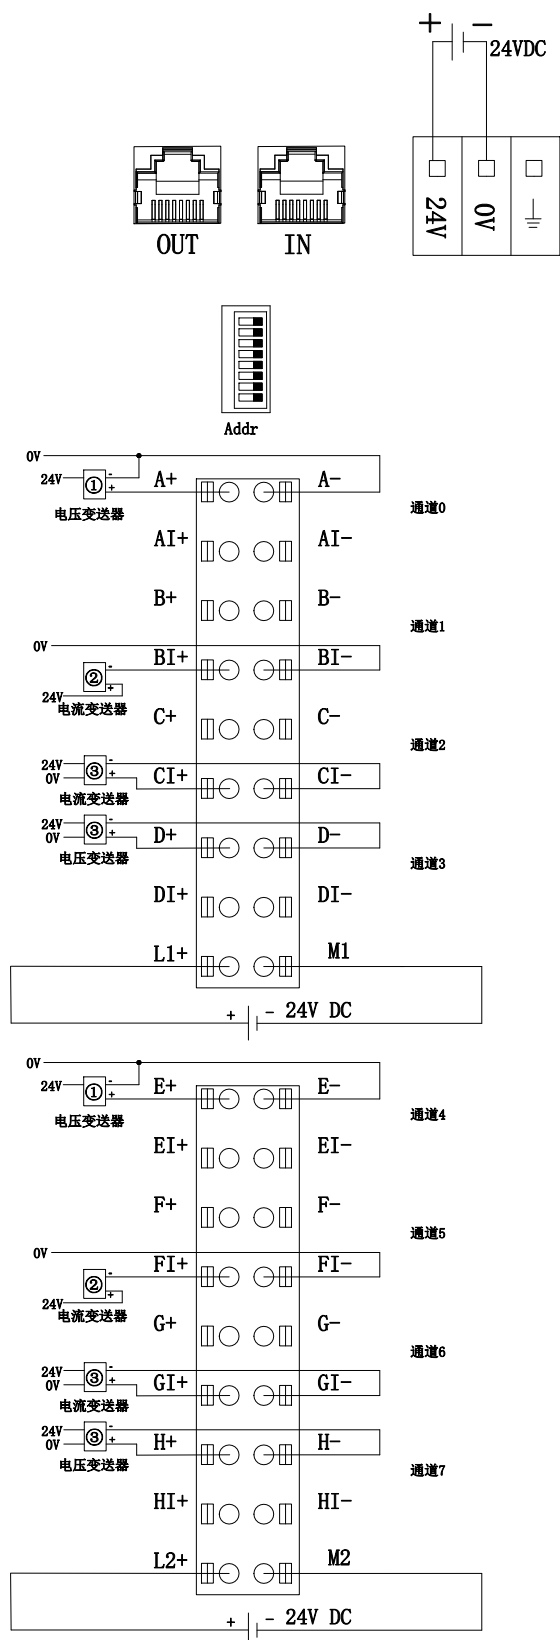 + -
24VDC
24V 0V
OUT IN
Addr
0V
24V ① - +
A+ A-
电压变送器
通道0
AI+ AI-
B+ B-
通道1
0V
BI+ BI-
② - +
24V
电流变送器
C+ C-
通道2
24V
0V ③ - +
CI+ CI-
电流变送器
24V
0V ③ - +
D+ D-
电压变送器
通道3
DI+ DI-
L1+ M1
+ - 24V DC
0V
24V ① - +
E+ E-
电压变送器
通道4
EI+ EI-
F+ F-
通道5
0V
FI+ FI-
② - +
24V
电流变送器
G+ G-
通道6
24V
0V ③ - +
GI+ GI-
电流变送器
24V
0V ③ - +
H+ H-
电压变送器
通道7
HI+ HI-
L2+ M2
+ - 24V DC